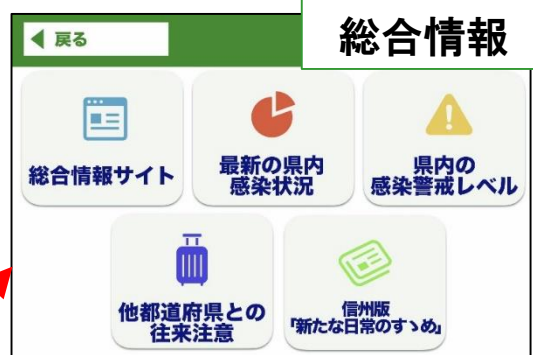 戻る
総合情報
総合情報サイト
最新の県内
感染状況
県内の
感染警戒レベル
他都道府県との
往来注意
信州版
「新たな日常のすゝめ」